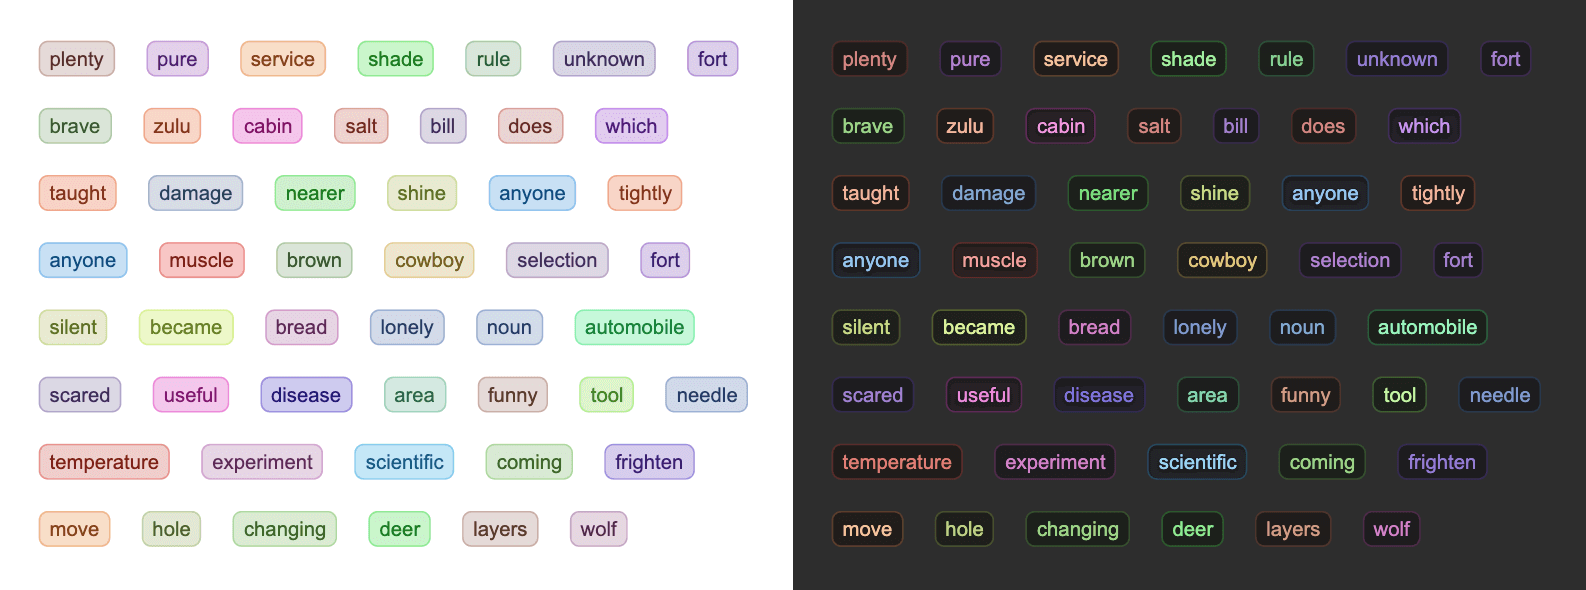 plenty pure service shade rule unknown fort
brave zulu cabin salt bill does which
taught damage nearer shine anyone tightly
anyone muscle brown cowboy selection fort
silent became bread lonely noun automobile
scared useful disease area funny tool needle
temperature experiment scientific coming frighten
move hole changing deer layers wolf
plenty pure service shade rule unknown fort
brave zulu cabin salt bill does which
taught damage nearer shine anyone tightly
anyone muscle brown cowboy selection fort
silent became bread lonely noun automobile
scared useful disease area funny tool needle
temperature experiment scientific coming frighten
move hole changing deer layers wolf